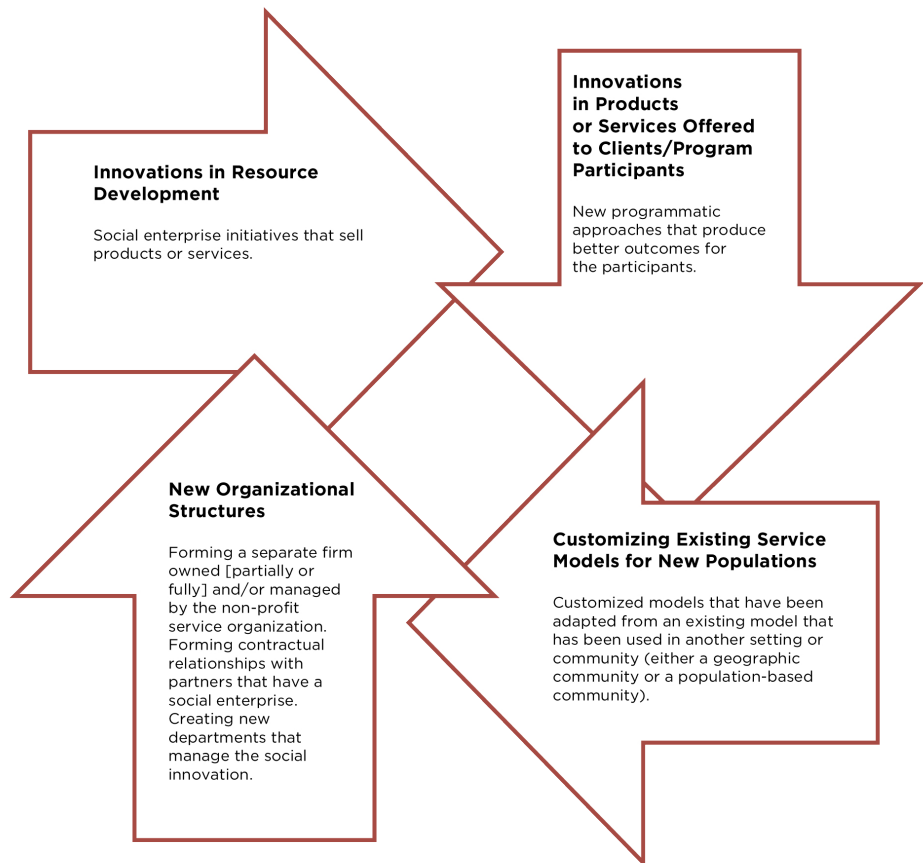 Innovations in Resource
Development
Social enterprise initiatives that sell
products or services.
Innovations
in Products
or Services Offered
to Clients/Program
Participants
New programmatic
approaches that produce
better outcomes for
the participants.
New Organizational
Structures
Forming a separate firm
owned [partially or
fully] and/or managed
by the non-profit
service organization.
Forming contractual
relationships with
partners that have a
social enterprise.
Creating new
departments that
manage the social
innovation.
Customizing Existing Service
Models for New Populations
Customized models that have been
adapted from an existing model that
has been used in another setting or
community (either a geographic
community or a population-based
community).